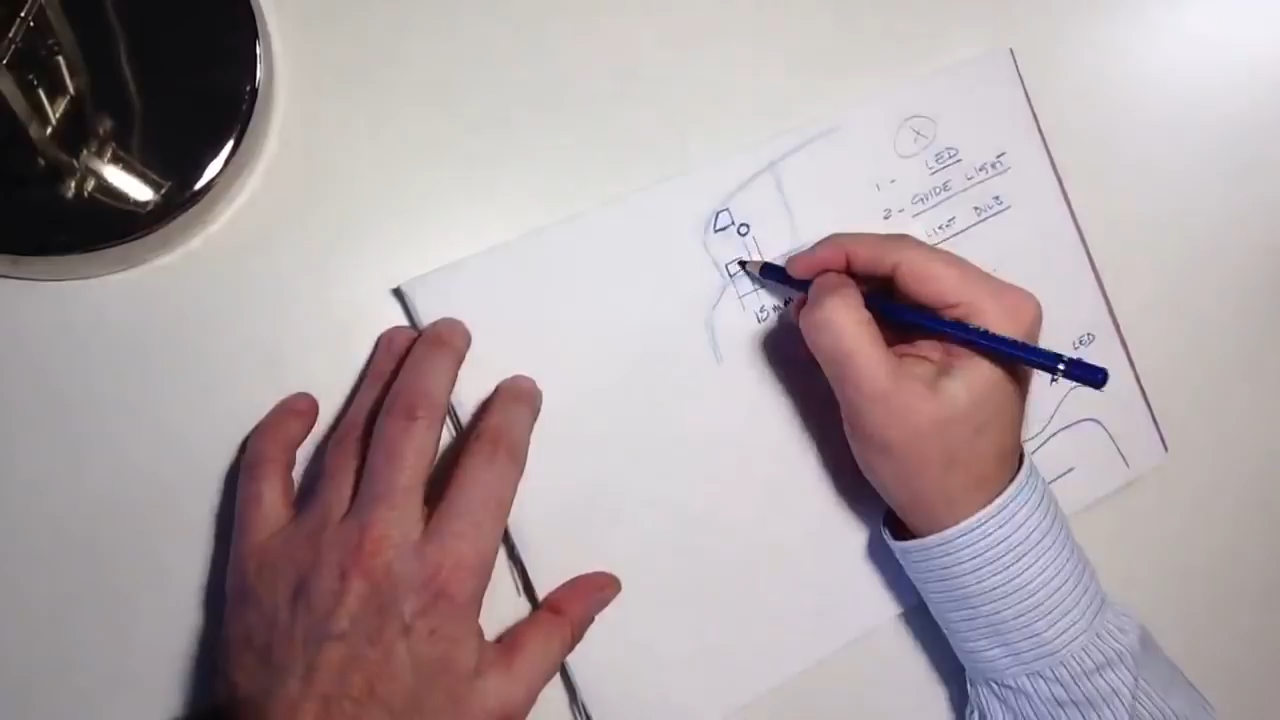 X
1 - LED
2 - GUIDE LIGHT
LIGHT BULB
15mm
LED